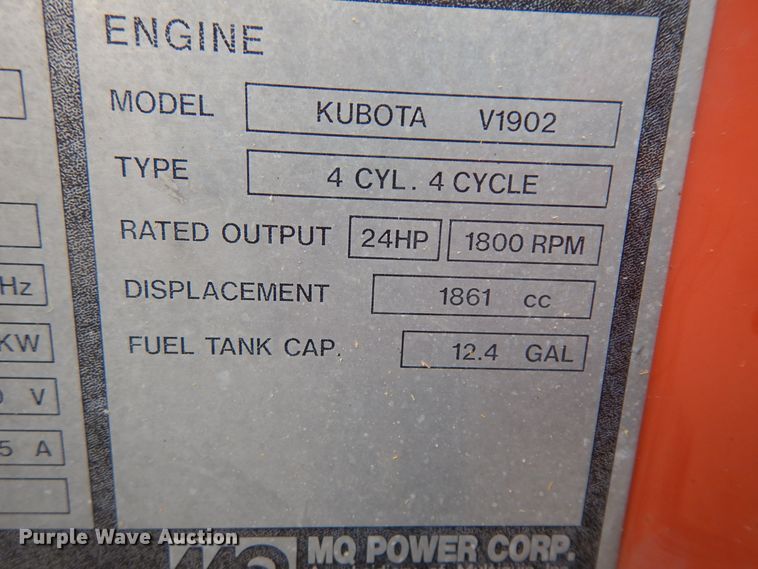 ENGINE
MODEL KUBOTA V1902
TYPE 4 CYL. 4 CYCLE
RATED OUTPUT 24HP 1800 RPM
DISPLACEMENT 1861 cc
FUEL TANK CAP. 12.4 GAL
Hz
KW
V
5 A
Purple Wave Auction
MQ POWER CORP.